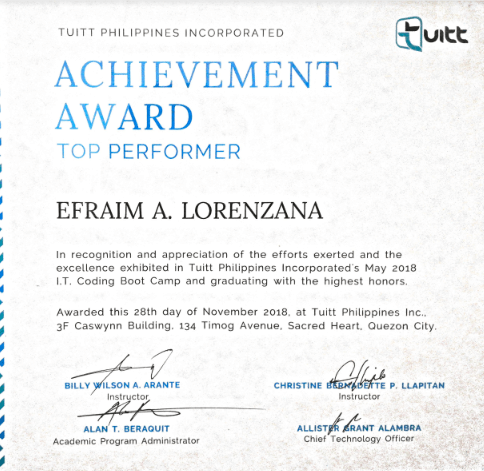 TUITT PHILIPPINES INCORPORATED
tuitt
ACHIEVEMENT
AWARD
TOP PERFORMER
EFRAIM A. LORENZANA
In recognition and appreciation of the efforts exerted and the
excellence exhibited in Tuitt Philippines Incorporated's May 2018
I.T. Coding Boot Camp and graduating with the highest honors.
Awarded this 28th day of November 2018, at Tuitt Philippines Inc.,
3F Caswynn Building. 134 Timog Avenue, Sacred Heart, Quezon City.
BILLY WILSON A. ARANTE
Instructor
CHRISTINE BERNADETTE P. LLAPITAN
Instructor
ALAN T. BERAQUIT
Academic Program Administrator
ALLISTER GRANT ALAMBRA
Chief Technology Officer